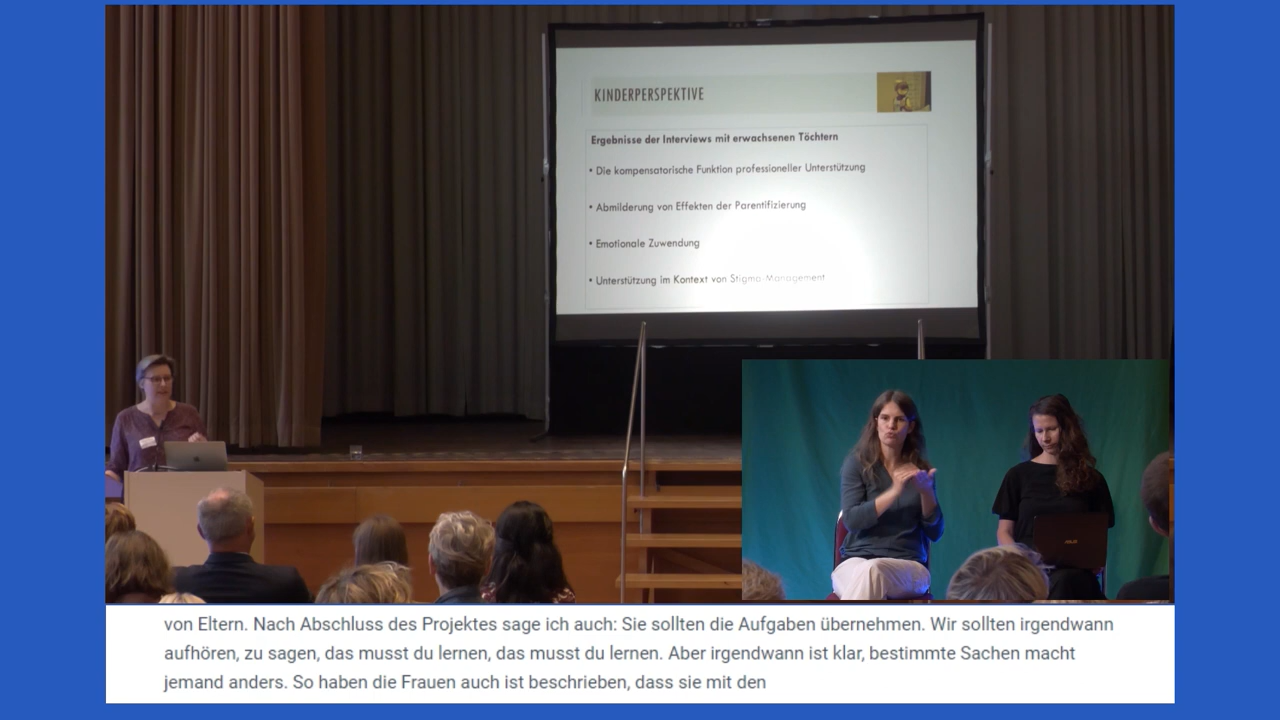 KINDERPERSPEKTIVE
Ergebnisse der Interviews mit erwachsenen Töchtern
• Die kompensatorische Funktion professioneller Unterstützung
• Abmilderung von Effekten der Parentifizierung
• Emotionale Zuwendung
• Unterstützung im Kontext von Stigma-Management
ASUS
von Eltern. Nach Abschluss des Projektes sage ich auch: Sie sollten die Aufgaben übernehmen. Wir sollten irgendwann
aufhören, zu sagen, das musst du lernen, das musst du lernen. Aber irgendwann ist klar, bestimmte Sachen macht
jemand anders. So haben die Frauen auch ist beschrieben, dass sie mit den